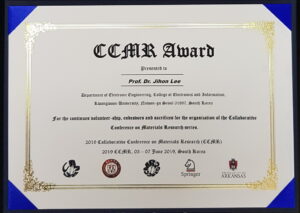 CCMR Award
Presented to
Prof. Dr. Jihon Lee
Department of Electronic Engineering, College of Electronics and Information,
Kwangwoon University, Nowon-gu Seoul 01897, South Korea
For the continuous volunteer-ship, endeavors and sacrifices for the organization of the Collaborative
Conference on Materials Research series.
2019 Collaborative Conference on Materials Research (CCMR)
2019 CCMR, 03 - 07 June 2019, South Korea
Springer
ARKANSAS